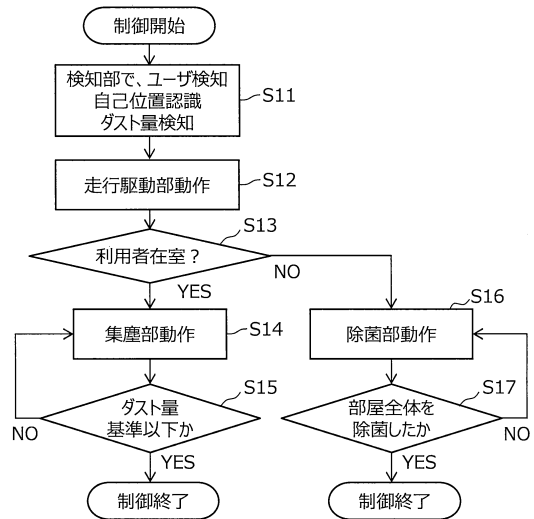 制御開始
検知部で、ユーザ検知
自己位置認識
ダスト量検知
S11
走行駆動部動作
S12
利用者在室？
S13
YES
NO
集塵部動作
S14
除菌部動作
S16
ダスト量
基準以下か
S15
NO
YES
部屋全体を
除菌したか
S17
NO
YES
制御終了
制御終了